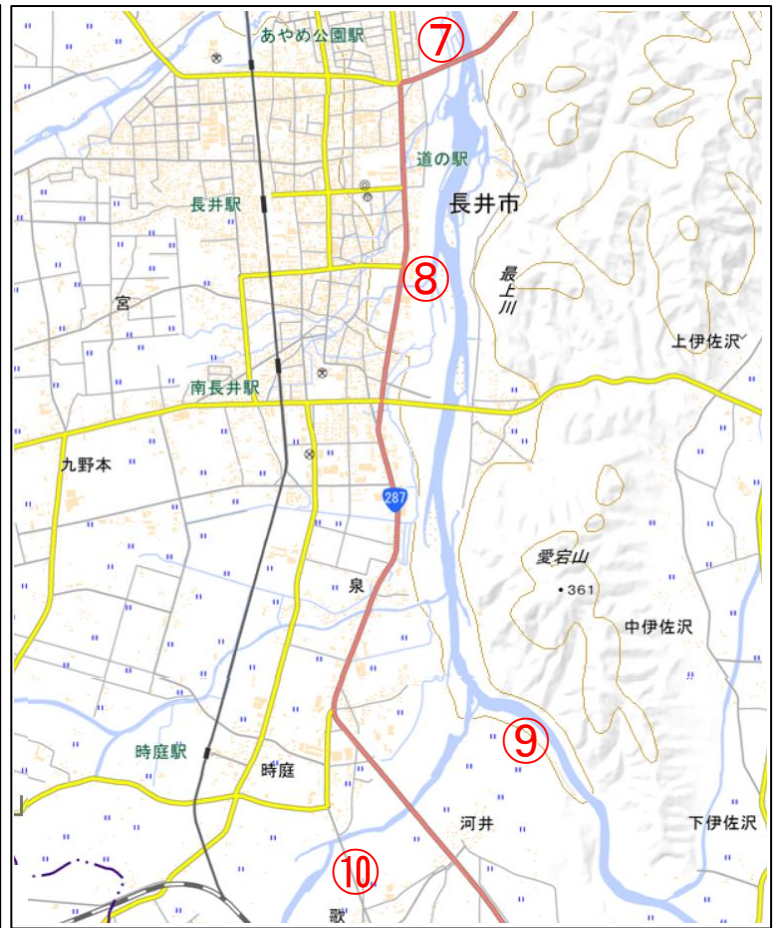 あやめ公園駅
⑦
道の駅
長井駅
長井市
⑧
最上川
宮
上伊佐沢
南長井駅
九野本
287
愛宕山
・361
泉
中伊佐沢
⑨
時庭駅
時庭
河井
下伊佐沢
⑩
歌